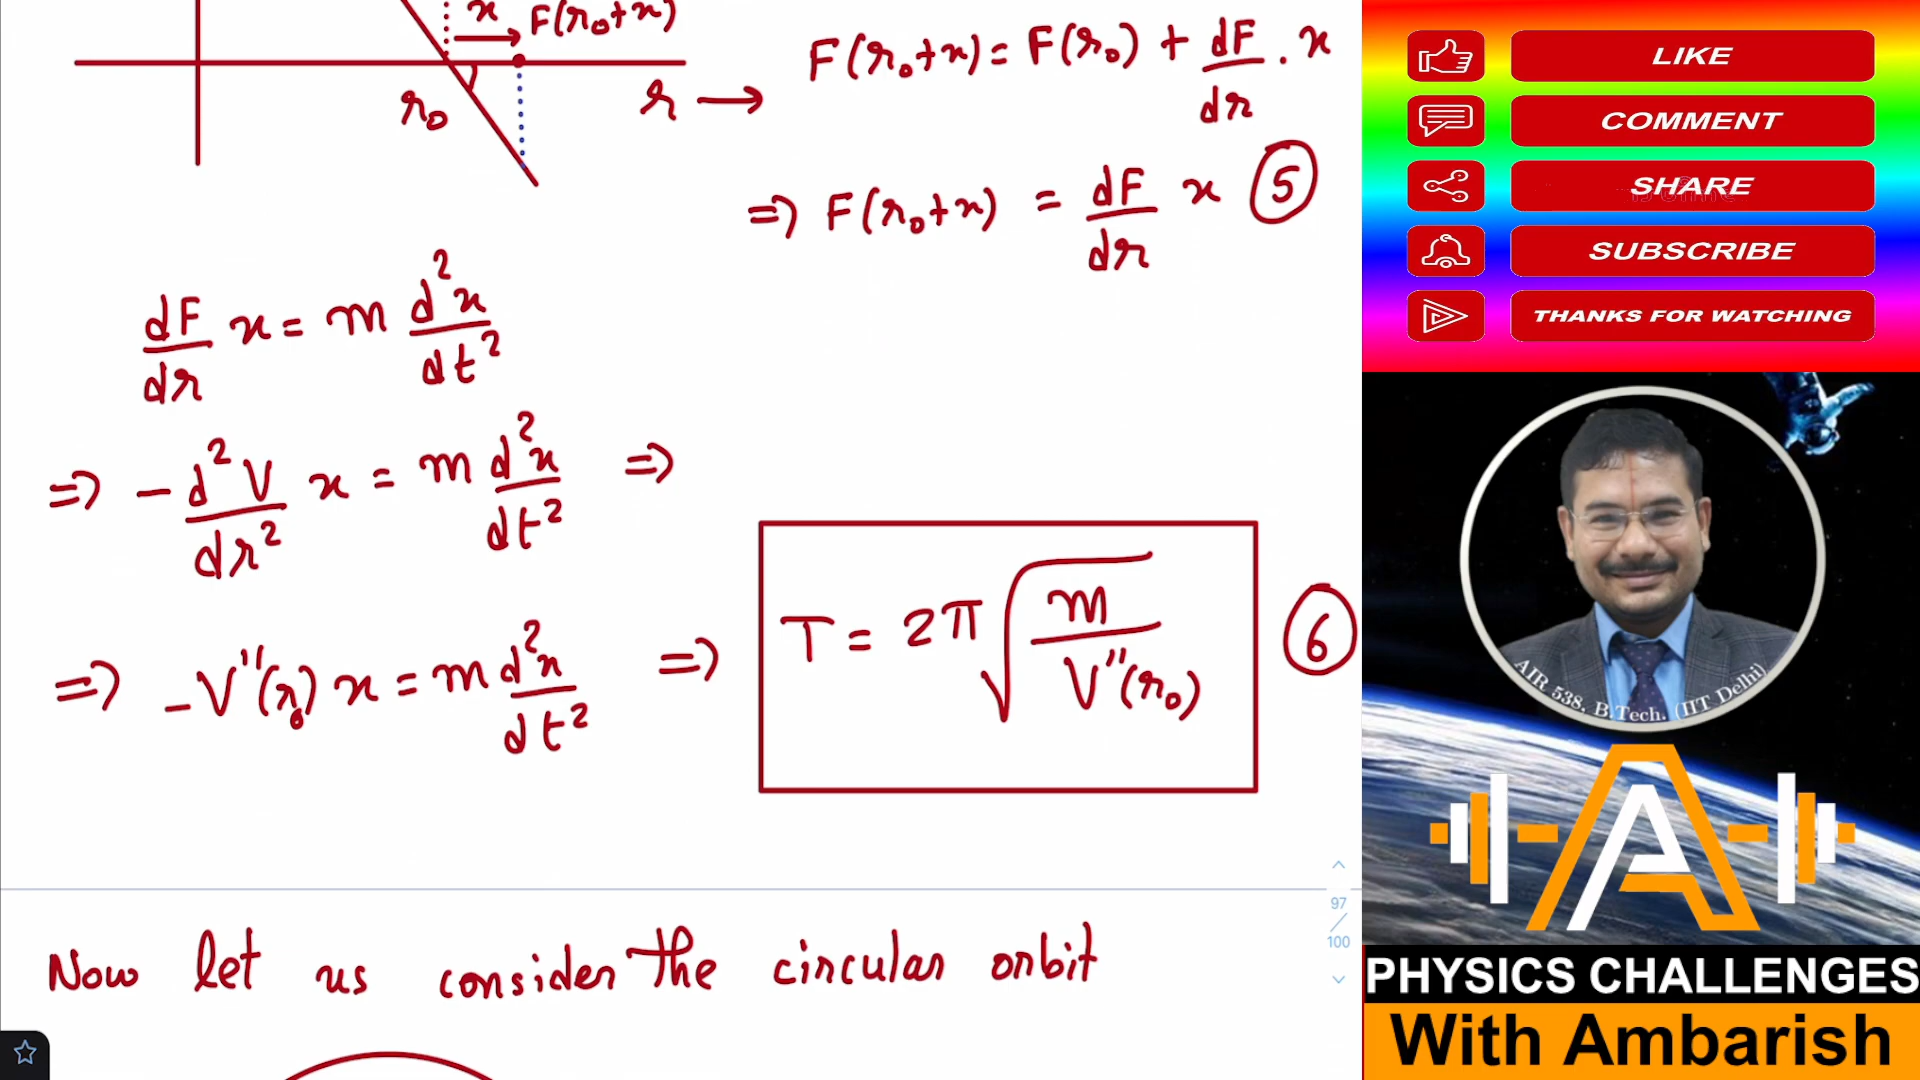 x F(r₀+x)
r₀ r →
F(r₀+x) = F(r₀) + dF/dr . x
⇒ F(r₀+x) = dF/dr x ⑤
dF/dr x = m d²x/dt²
⇒ - d²V/dr² x = m d²x/dt² ⇒
⇒ - V''(r₀) x = m d²x/dt² ⇒
T = 2π √(m/V''(r₀)) ⑥
Now let us consider the circular orbit
97
/
100
LIKE
COMMENT
SHARE
SUBSCRIBE
THANKS FOR WATCHING
AIR 538, B.Tech. (IIT Delhi)
A
PHYSICS CHALLENGES
With Ambarish